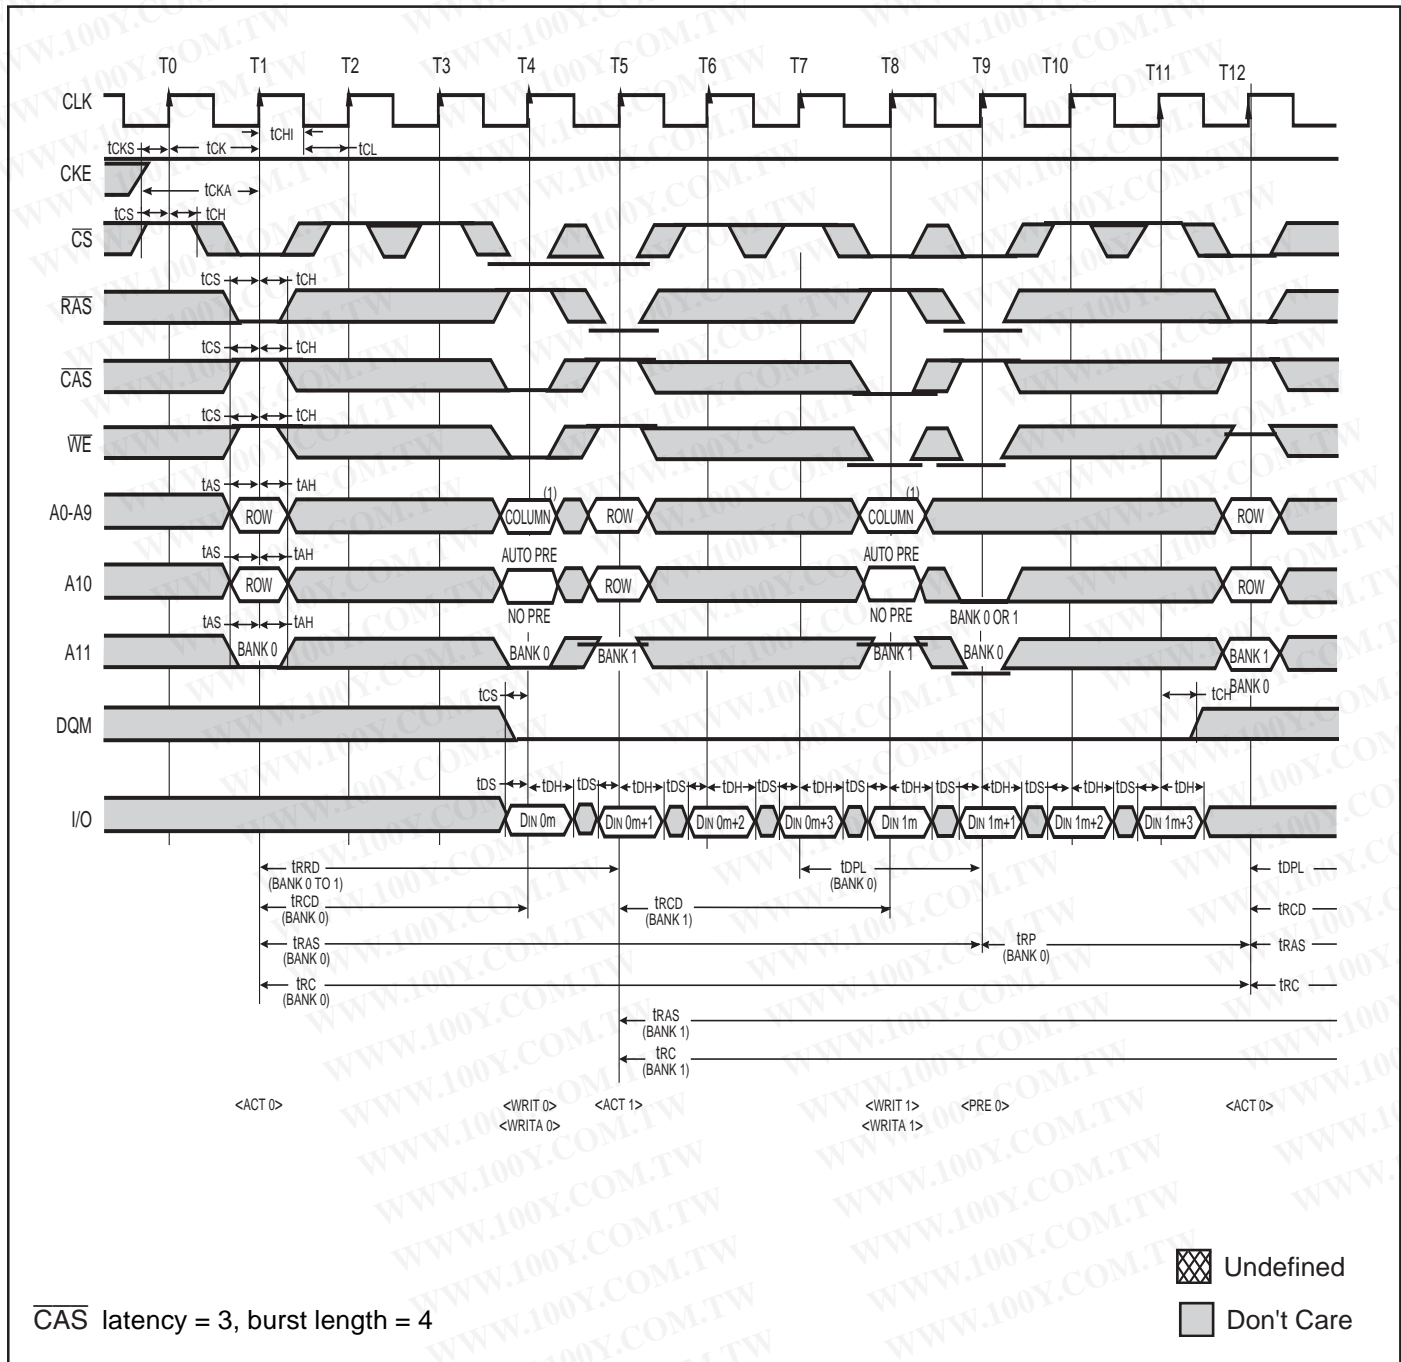 T0 T1 T2 T3 T4 T5 T6 T7 T8 T9 T10 T11 T12
CLK
tCHI
tCKS tCK tCL
CKE
tCKA
tCS tCH
CS
tCS tCH
RAS
tCS tCH
CAS
tCS tCH
WE
tAS tAH (1) (1)
A0-A9 ROW COLUMN ROW COLUMN ROW
tAS tAH AUTO PRE AUTO PRE
A10 ROW ROW ROW
NO PRE NO PRE BANK 0 OR 1
tAS tAH
A11 BANK 0 BANK 0 BANK 1 BANK 1 BANK 0 BANK 1
tCS tCH BANK 0
DQM
tDS tDH tDS tDH tDS tDH tDS tDH tDS tDH tDS tDH tDS tDH tDS tDH
I/O DIN 0m DIN 0m+1 DIN 0m+2 DIN 0m+3 DIN 1m DIN 1m+1 DIN 1m+2 DIN 1m+3
tRRD tDPL tDPL
(BANK 0 TO 1) (BANK 0)
tRCD tRCD tRCD
(BANK 0) (BANK 1)
tRAS tRP tRAS
(BANK 0) (BANK 0)
tRC tRC
(BANK 0)
tRAS
(BANK 1)
tRC
(BANK 1)
<ACT 0> <WRIT 0> <ACT 1> <WRIT 1> <PRE 0> <ACT 0>
<WRITA 0> <WRITA 1>
Undefined
Don't Care
CAS latency = 3, burst length = 4
WWW.100Y.COM.TW